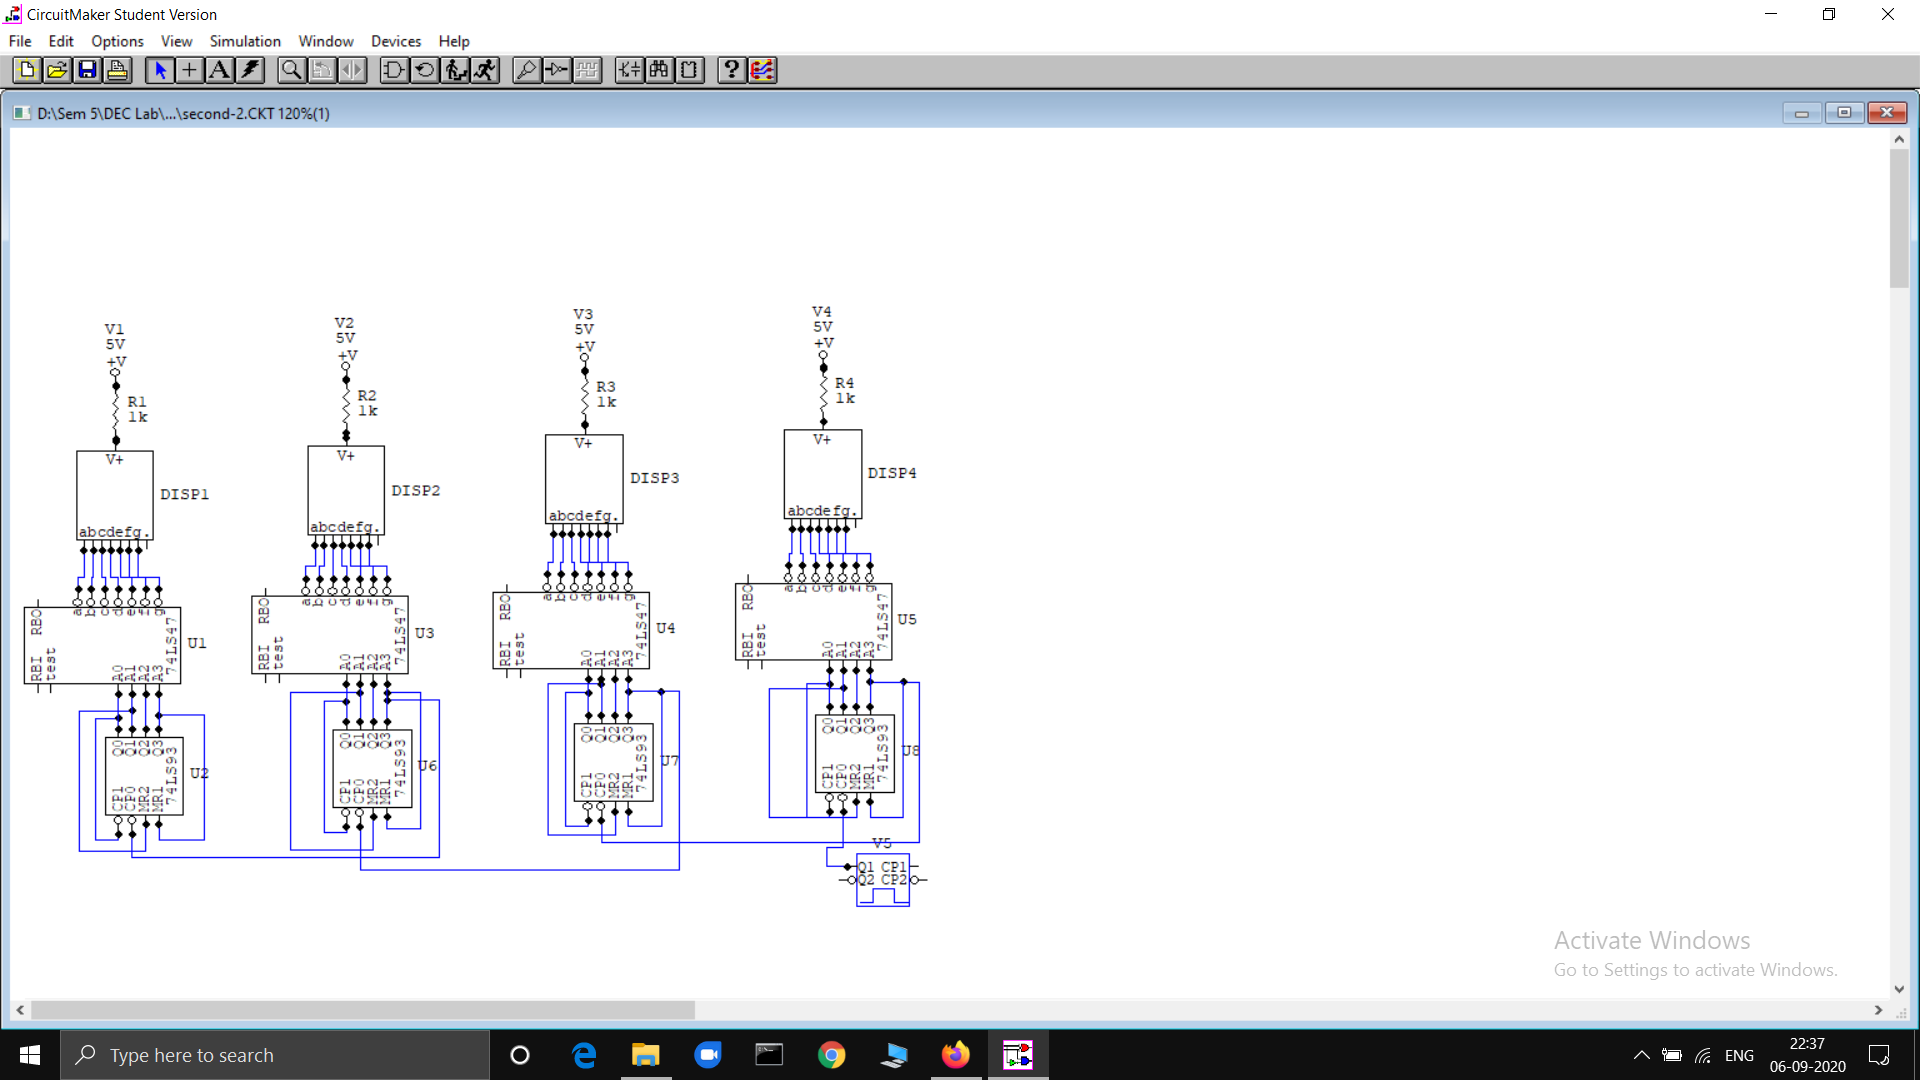 CircuitMaker Student Version
File Edit Options View Simulation Window Devices Help
D:\Sem 5\DEC Lab\...\second-2.CKT 120%(1)
V1
5V
+V
R1
1k
V+
DISP1
abcdefg.
a b c d e f g
RBO
RBI
test
A0 A1 A2 A3
74LS47
U1
Q0 Q1 Q2 Q3
CP1 CP0 MR2 MR1
74LS93
U2
V2
5V
+V
R2
1k
V+
DISP2
abcdefg.
a b c d e f g
RBO
RBI
test
A0 A1 A2 A3
74LS47
U3
Q0 Q1 Q2 Q3
CP1 CP0 MR2 MR1
74LS93
U6
V3
5V
+V
R3
1k
V+
DISP3
abcdefg.
a b c d e f g
RBO
RBI
test
A0 A1 A2 A3
74LS47
U4
Q0 Q1 Q2 Q3
CP1 CP0 MR2 MR1
74LS93
U7
V4
5V
+V
R4
1k
V+
DISP4
abcdefg.
a b c d e f g
RBO
RBI
test
A0 A1 A2 A3
74LS47
U5
Q0 Q1 Q2 Q3
CP1 CP0 MR2 MR1
74LS93
U8
V5
Q1 CP1
Q2 CP2
Activate Windows
Go to Settings to activate Windows.
Type here to search
ENG
22:37
06-09-2020